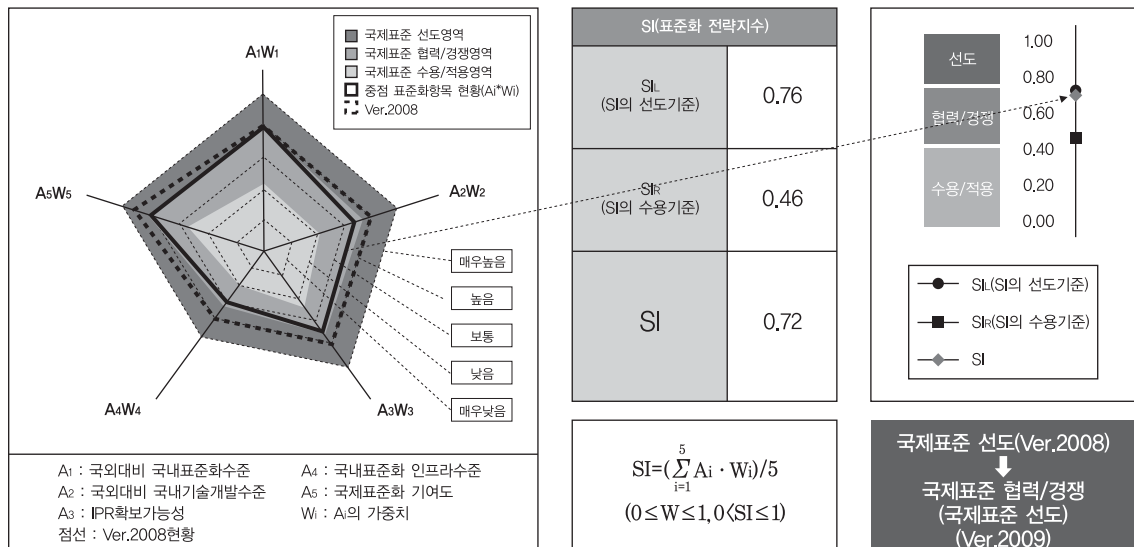 A1W1
국제표준 선도영역
국제표준 협력/경쟁영역
국제표준 수용/적용영역
중점 표준화항목 현황(Ai*Wi)
Ver.2008
A5W5
A2W2
매우높음
높음
보통
낮음
매우낮음
A4W4
A3W3
A1 : 국외대비 국내표준화수준
A2 : 국외대비 국내기술개발수준
A3 : IPR확보가능성
점선 : Ver.2008현황
A4 : 국내표준화 인프라수준
A5 : 국제표준화 기여도
Wi : Ai의 가중치
SI(표준화 전략지수)
SIL
(SI의 선도기준)
0.76
SIR
(SI의 수용기준)
0.46
SI
0.72
SI=(5∑i=1 Ai · Wi)/5
(0≤W≤1, 0<SI≤1)
선도
협력/경쟁
수용/적용
1.00
0.80
0.60
0.40
0.20
0.00
SIL(SI의 선도기준)
SIR(SI의 수용기준)
SI
국제표준 선도(Ver.2008)
국제표준 협력/경쟁
(국제표준 선도)
(Ver.2009)